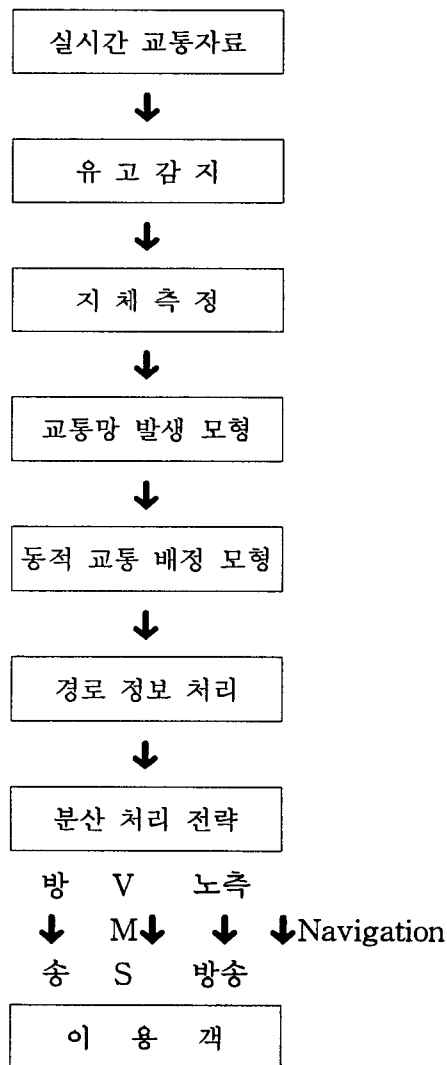 실시간 교통자료
유 고 감 지
지 체 측 정
교통망 발생 모형
동적 교통 배정 모형
경로 정보 처리
분산 처리 전략
방 V 노측
M Navigation
송 S 방송
이 용 객